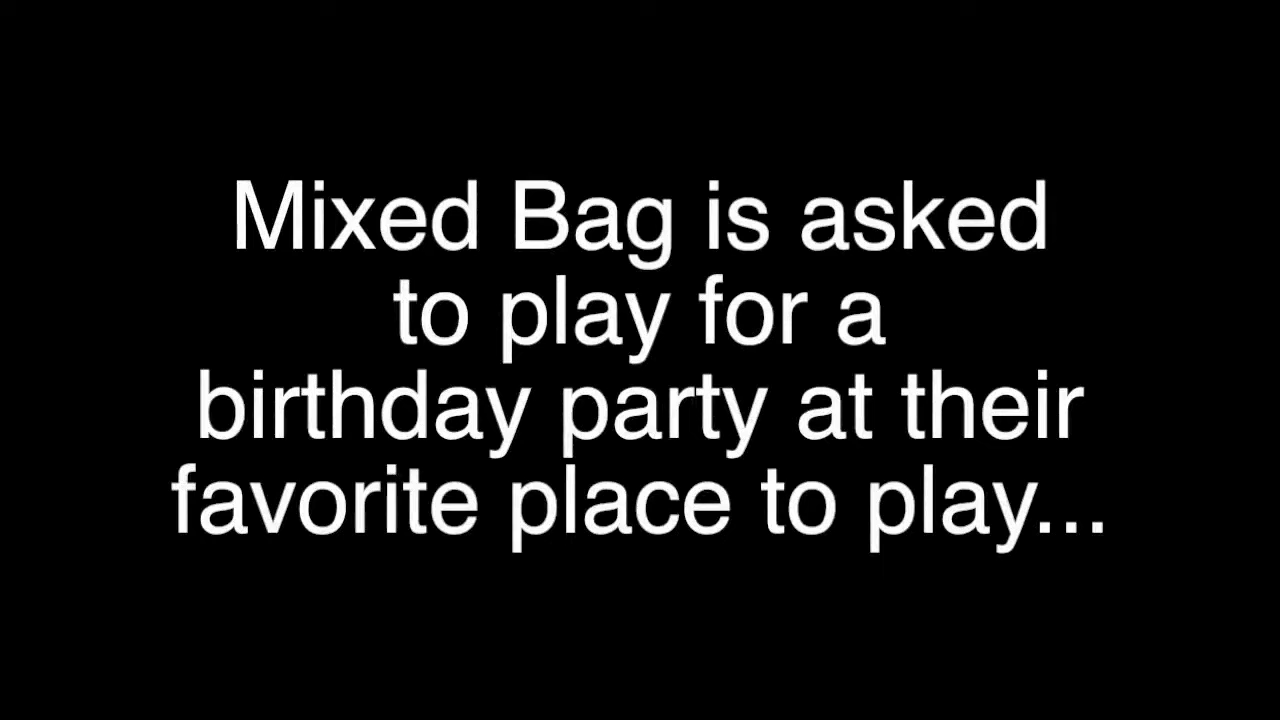 Mixed Bag is asked
to play for a
birthday party at their
favorite place to play...